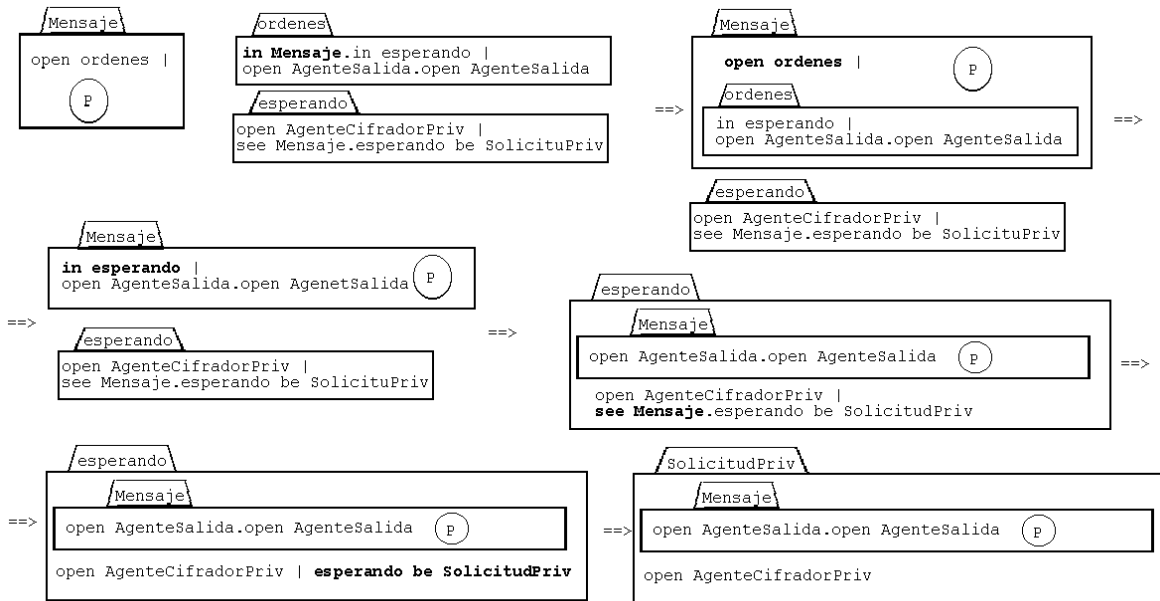 Mensaje
open ordenes |
P
ordenes
in Mensaje.in esperando |
open AgenteSalida.open AgenteSalida
esperando
open AgenteCifradorPriv |
see Mensaje.esperando be SolicituPriv
==>
Mensaje
open ordenes |
P
ordenes
in esperando |
open AgenteSalida.open AgenteSalida
esperando
open AgenteCifradorPriv |
see Mensaje.esperando be SolicituPriv
==>
==>
Mensaje
in esperando |
open AgenteSalida.open AgenetSalida
P
esperando
open AgenteCifradorPriv |
see Mensaje.esperando be SolicituPriv
==>
esperando
Mensaje
open AgenteSalida.open AgenteSalida
P
open AgenteCifradorPriv |
see Mensaje.esperando be SolicitudPriv
==>
==>
esperando
Mensaje
open AgenteSalida.open AgenteSalida
P
open AgenteCifradorPriv | esperando be SolicitudPriv
==>
SolicitudPriv
Mensaje
open AgenteSalida.open AgenteSalida
P
open AgenteCifradorPriv